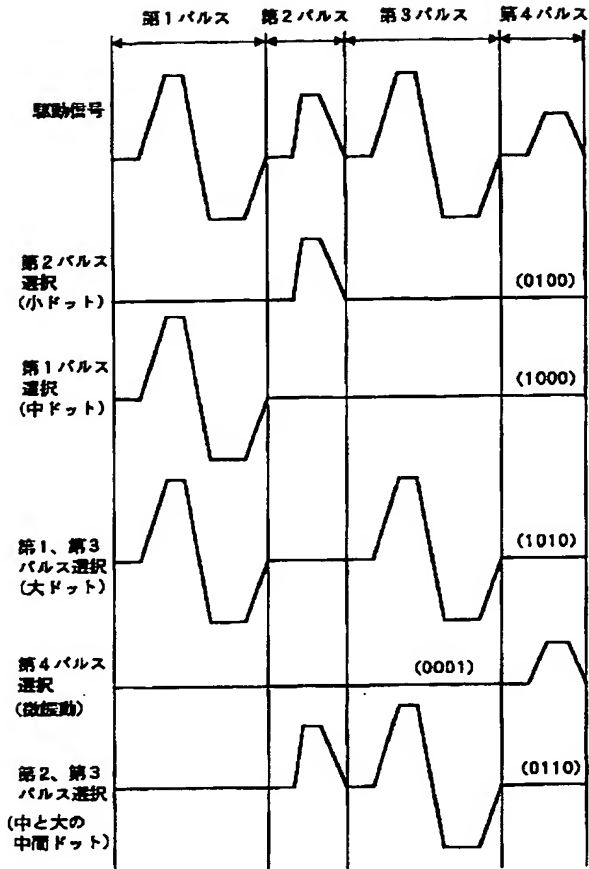 第1パルス 第2パルス 第3パルス 第4パルス
駆動信号
第2パルス
選択
(小ドット)
(0100)
第1パルス
選択
(中ドット)
(1000)
第1、第3
パルス選択
(大ドット)
(1010)
第4パルス
選択
(微振動)
(0001)
第2、第3
パルス選択
(中と大の
中間ドット)
(0110)